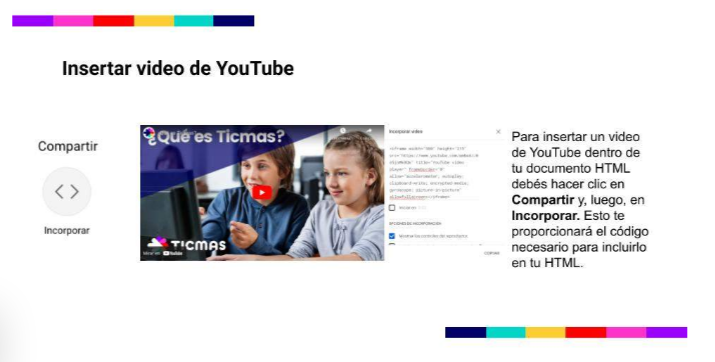 Insertar video de YouTube
Compartir
Incorporar
¿Qué es Ticmas?
TICMAS
YouTube
Incorporar video
OPCIONES DE INCORPORACIÓN
COPIAR
Para insertar un video
de YouTube dentro de
tu documento HTML
debés hacer clic en
Compartir y, luego, en
Incorporar. Esto te
proporcionará el código
necesario para incluirlo
en tu HTML.